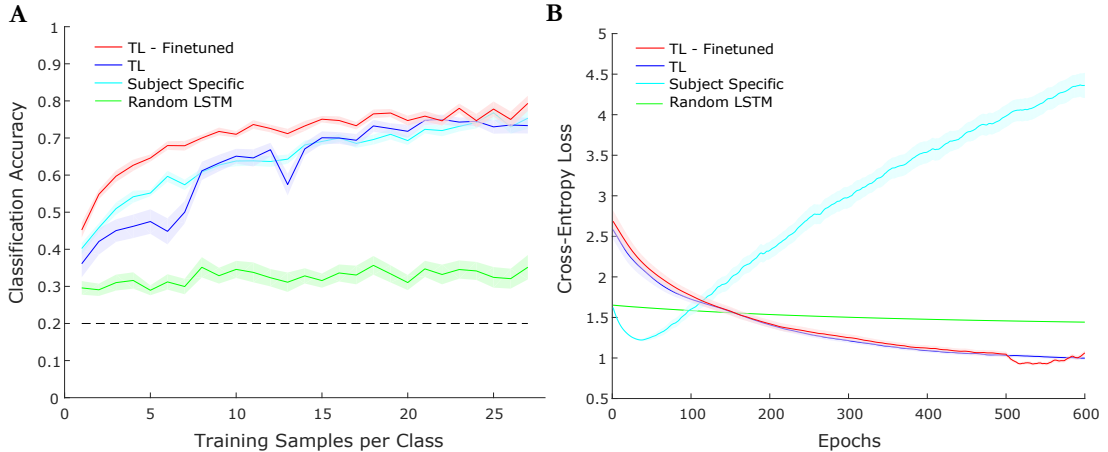 A
TL - Finetuned
TL
Subject Specific
Random LSTM
1
0.9
0.8
0.7
0.6
0.5
0.4
0.3
0.2
0.1
0
Classification Accuracy
0 5 10 15 20 25
Training Samples per Class
B
TL - Finetuned
TL
Subject Specific
Random LSTM
5
4.5
4
3.5
3
2.5
2
1.5
1
0.5
Cross-Entropy Loss
0 100 200 300 400 500 600
Epochs